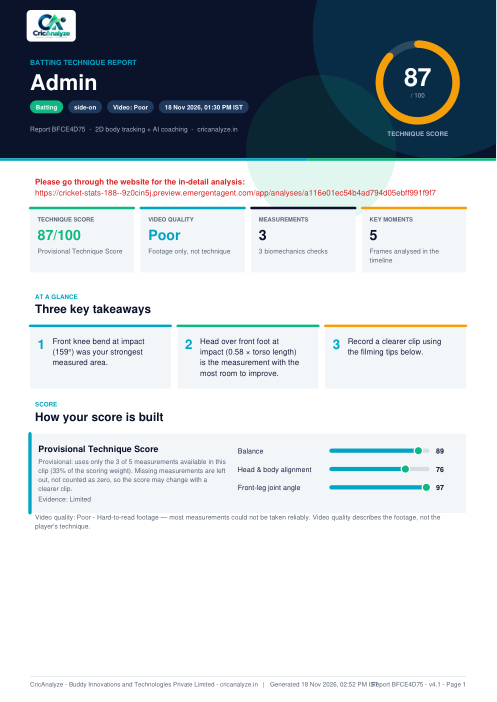 CricAnalyze
BATTING TECHNIQUE REPORT
Admin
Batting side-on Video: Poor 18 Nov 2026, 01:30 PM IST
Report BFCE4D75 · 2D body tracking + AI coaching · cricanalyze.in
87
/ 100
TECHNIQUE SCORE
Please go through the website for the in-detail analysis:
https://cricket-stats-188--9z0cin5j.preview.emergentagent.com/app/analyses/a116e01ec54b4ad794d05ebff991f9f7
TECHNIQUE SCORE
87/100
Provisional Technique Score
VIDEO QUALITY
Poor
Footage only, not technique
MEASUREMENTS
3
3 biomechanics checks
KEY MOMENTS
5
Frames analysed in the
timeline
AT A GLANCE
Three key takeaways
1 Front knee bend at impact
(159°) was your strongest
measured area.
2 Head over front foot at
impact (0.58 × torso length)
is the measurement with the
most room to improve.
3 Record a clearer clip using
the filming tips below.
SCORE
How your score is built
Provisional Technique Score
Provisional: uses only the 3 of 5 measurements available in this
clip (33% of the scoring weight). Missing measurements are left
out, not counted as zero, so the score may change with a
clearer clip.
Evidence: Limited
Balance 89
Head & body alignment 76
Front-leg joint angle 97
Video quality: Poor - Hard-to-read footage — most measurements could not be taken reliably. Video quality describes the footage, not the
player's technique.
CricAnalyze - Buddy Innovations and Technologies Private Limited - cricanalyze.in | Generated 18 Nov 2026, 02:52 PM IST
Report BFCE4D75 - v4.1 - Page 1